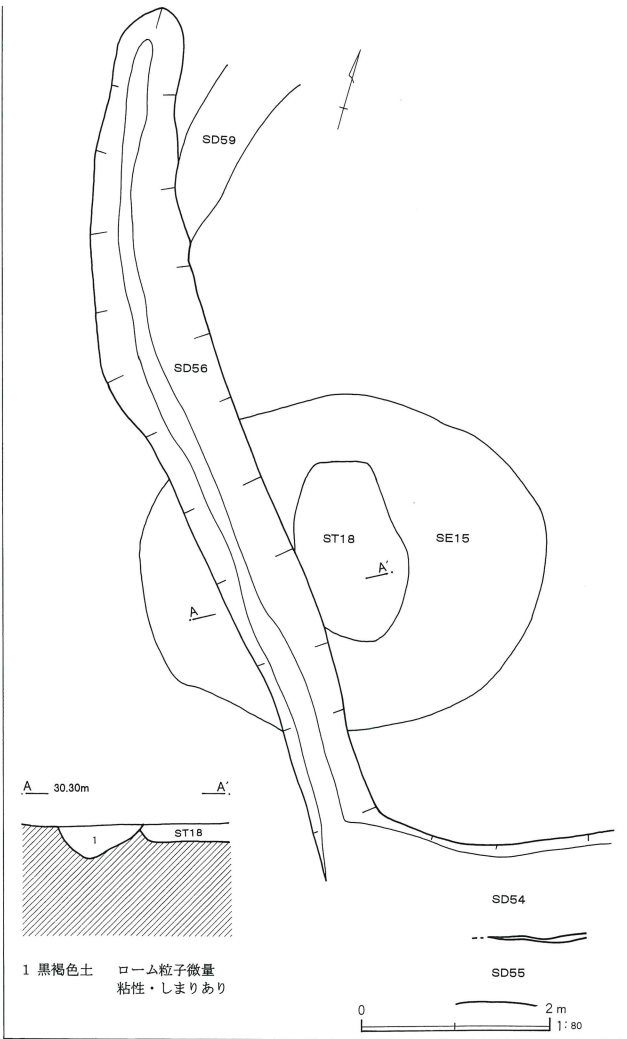 SD59
SD56
ST18
SE15
A
A′
A 30.30m A′
1
ST18
SD54
SD55
1 黒褐色土 ローム粒子微量
粘性・しまりあり
0 2 m
1:80